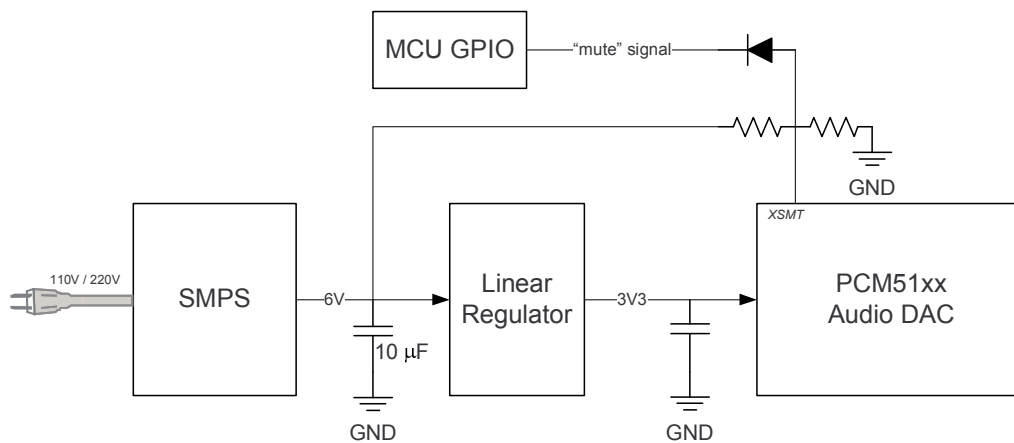 MCU GPIO
“mute” signal
GND
XSMT
110V / 220V
SMPS
6V
Linear
Regulator
3V3
PCM51xx
Audio DAC
10 μF
GND
GND